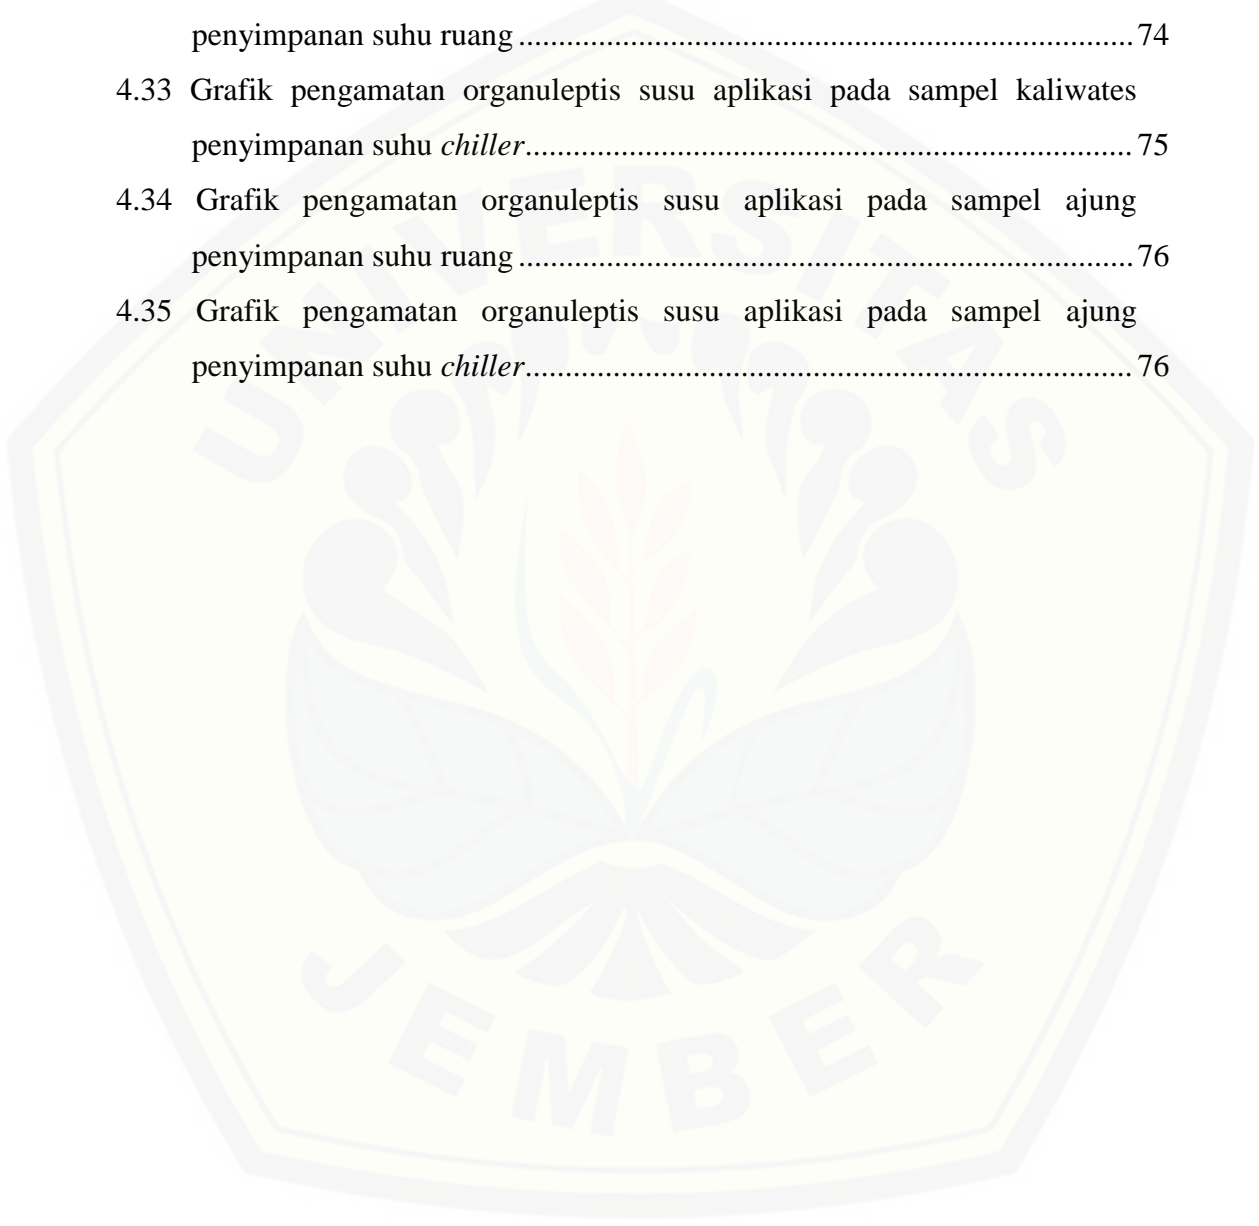 penyimpanan suhu ruang ............................................................................... 74
4.33 Grafik pengamatan organuleptis susu aplikasi pada sampel kaliwates
penyimpanan suhu chiller.............................................................................. 75
4.34 Grafik pengamatan organuleptis susu aplikasi pada sampel ajung
penyimpanan suhu ruang ............................................................................... 76
4.35 Grafik pengamatan organuleptis susu aplikasi pada sampel ajung
penyimpanan suhu chiller.............................................................................. 76
UNIVERSITAS
JEMBER